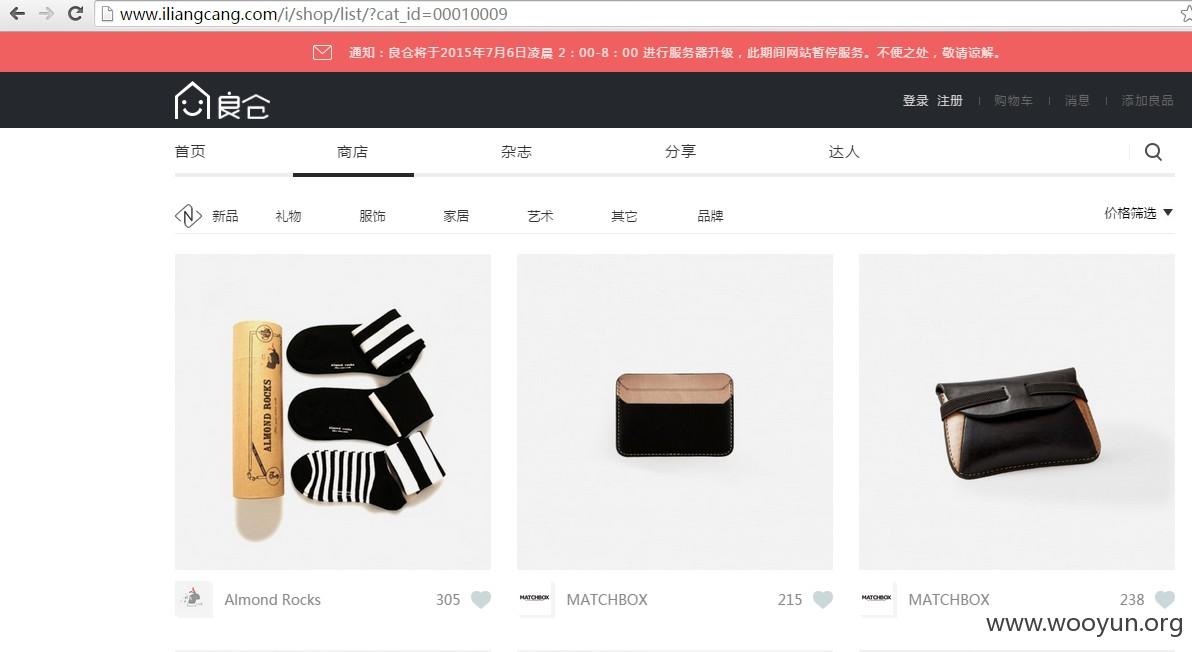 www.iliangcang.com/i/shop/list/?cat_id=00010009
通知：良仓将于2015年7月6日凌晨 2：00-8：00 进行服务器升级，此期间网站暂停服务。不便之处，敬请谅解。
良仓
登录 注册 | 购物车 | 消息 | 添加良品
首页 商店 杂志 分享 达人
N 新品 礼物 服饰 家居 艺术 其它 品牌 价格筛选
ALMOND ROCKS
Almond Rocks 305
MATCHBOX MATCHBOX 215
MATCHBOX MATCHBOX 238
www.wooyun.org